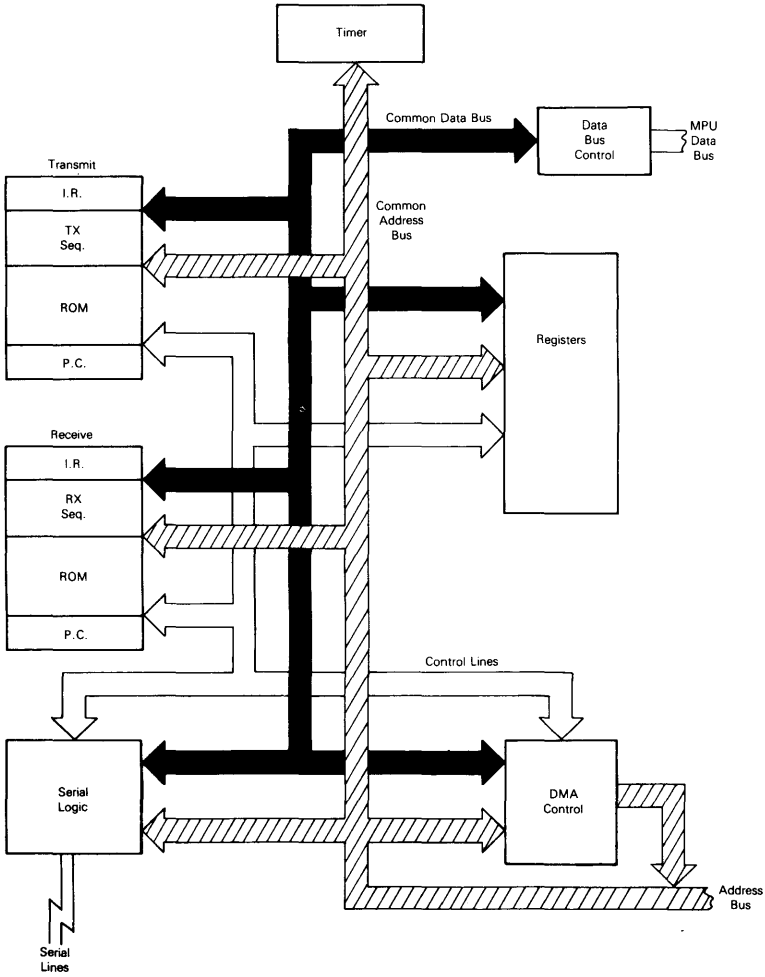 Timer
Common Data Bus
Data
Bus
Control
MPU
Data
Bus
Transmit
I.R.
TX
Seq.
ROM
P.C.
Common
Address
Bus
Registers
Receive
I.R.
RX
Seq.
ROM
P.C.
Control Lines
Serial
Logic
DMA
Control
Address
Bus
Serial
Lines